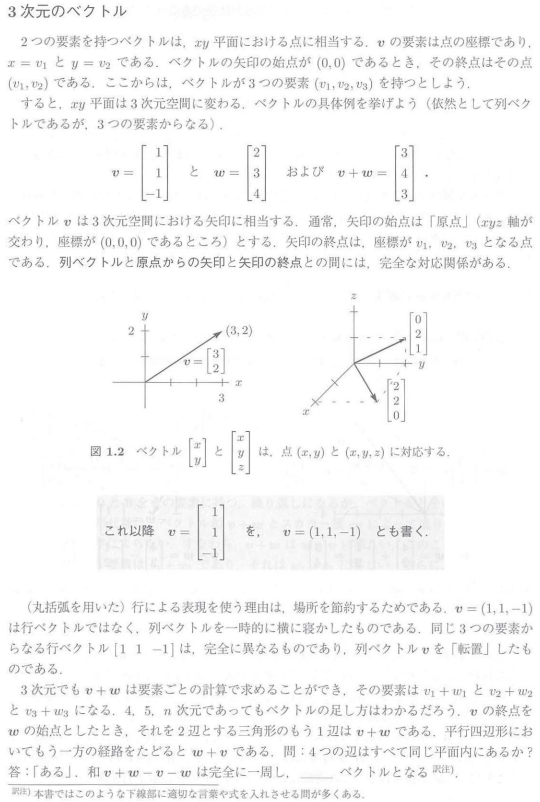 3次元のベクトル
2つの要素を持つベクトルは，xy 平面における点に相当する．v の要素は点の座標であり，
x = v₁ と y = v₂ である．ベクトルの矢印の始点が (0,0) であるとき，その終点はその点
(v₁, v₂) である．ここからは，ベクトルが3つの要素 (v₁, v₂, v₃) を持つとしよう．
すると，xy 平面は3次元空間に変わる．ベクトルの具体例を挙げよう（依然として列ベク
トルであるが，3つの要素からなる）．
v = [1 1 −1] と w = [2 3 4] および v + w = [3 4 3] ．
ベクトル v は3次元空間における矢印に相当する．通常，矢印の始点は「原点」（xyz 軸が
交わり，座標が (0,0,0) であるところ）とする．矢印の終点は，座標が v₁，v₂，v₃ となる点
である．列ベクトルと原点からの矢印と矢印の終点との間には，完全な対応関係がある．
y
2
(3,2)
v = [3 2]
x
3
z
[0 2 1]
y
x
[2 2 0]
図 1.2 ベクトル [x y] と [x y z] は，点 (x,y) と (x,y,z) に対応する．
これ以降 v = [1 1 −1] を， v = (1,1,−1) とも書く．
（丸括弧を用いた）行による表現を使う理由は，場所を節約するためである．v = (1,1,−1)
は行ベクトルではなく，列ベクトルを一時的に横に寝かしたものである．同じ3つの要素か
らなる行ベクトル [1 1 −1] は，完全に異なるものであり，列ベクトル v を「転置」したも
のである．
3次元でも v + w は要素ごとの計算で求めることができ，その要素は v₁ + w₁ と v₂ + w₂
と v₃ + w₃ になる．4，5，n 次元であってもベクトルの足し方はわかるだろう．v の終点を
w の始点としたとき，それを2辺とする三角形のもう1辺は v + w である．平行四辺形にお
いてもう一方の経路をたどると w + v である．問：4つの辺はすべて同じ平面内にあるか？
答：「ある」．和 v + w − v − w は完全に一周し，____ ベクトルとなる 訳注)．
訳注) 本書ではこのような下線部に適切な言葉や式を入れさせる問が多くある．